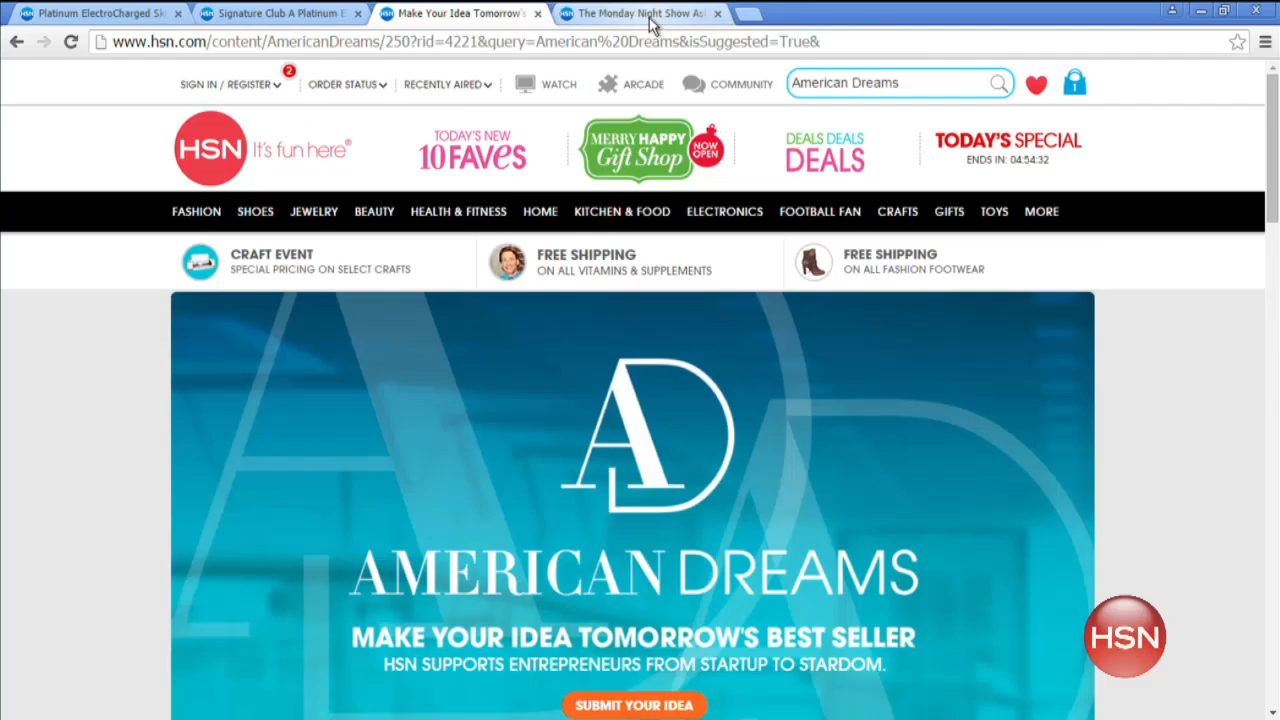 Platinum ElectroCharged Sk
Signature Club A Platinum E
Make Your Idea Tomorrow's
The Monday Night Show As
www.hsn.com/content/AmericanDreams/250?rid=4221&query=American%20Dreams&isSuggested=True&
SIGN IN / REGISTER
2
ORDER STATUS
RECENTLY AIRED
WATCH
ARCADE
COMMUNITY
American Dreams
1
HSN It's fun here®
TODAY'S NEW
10 FAVES
MERRY HAPPY
Gift Shop
NOW
OPEN
DEALS DEALS
DEALS
TODAY'S SPECIAL
ENDS IN: 04:54:32
FASHION SHOES JEWELRY BEAUTY HEALTH & FITNESS HOME KITCHEN & FOOD ELECTRONICS FOOTBALL FAN CRAFTS GIFTS TOYS MORE
CRAFT EVENT
SPECIAL PRICING ON SELECT CRAFTS
FREE SHIPPING
ON ALL VITAMINS & SUPPLEMENTS
FREE SHIPPING
ON ALL FASHION FOOTWEAR
AD
AMERICAN DREAMS
MAKE YOUR IDEA TOMORROW'S BEST SELLER
HSN SUPPORTS ENTREPRENEURS FROM STARTUP TO STARDOM.
SUBMIT YOUR IDEA
HSN